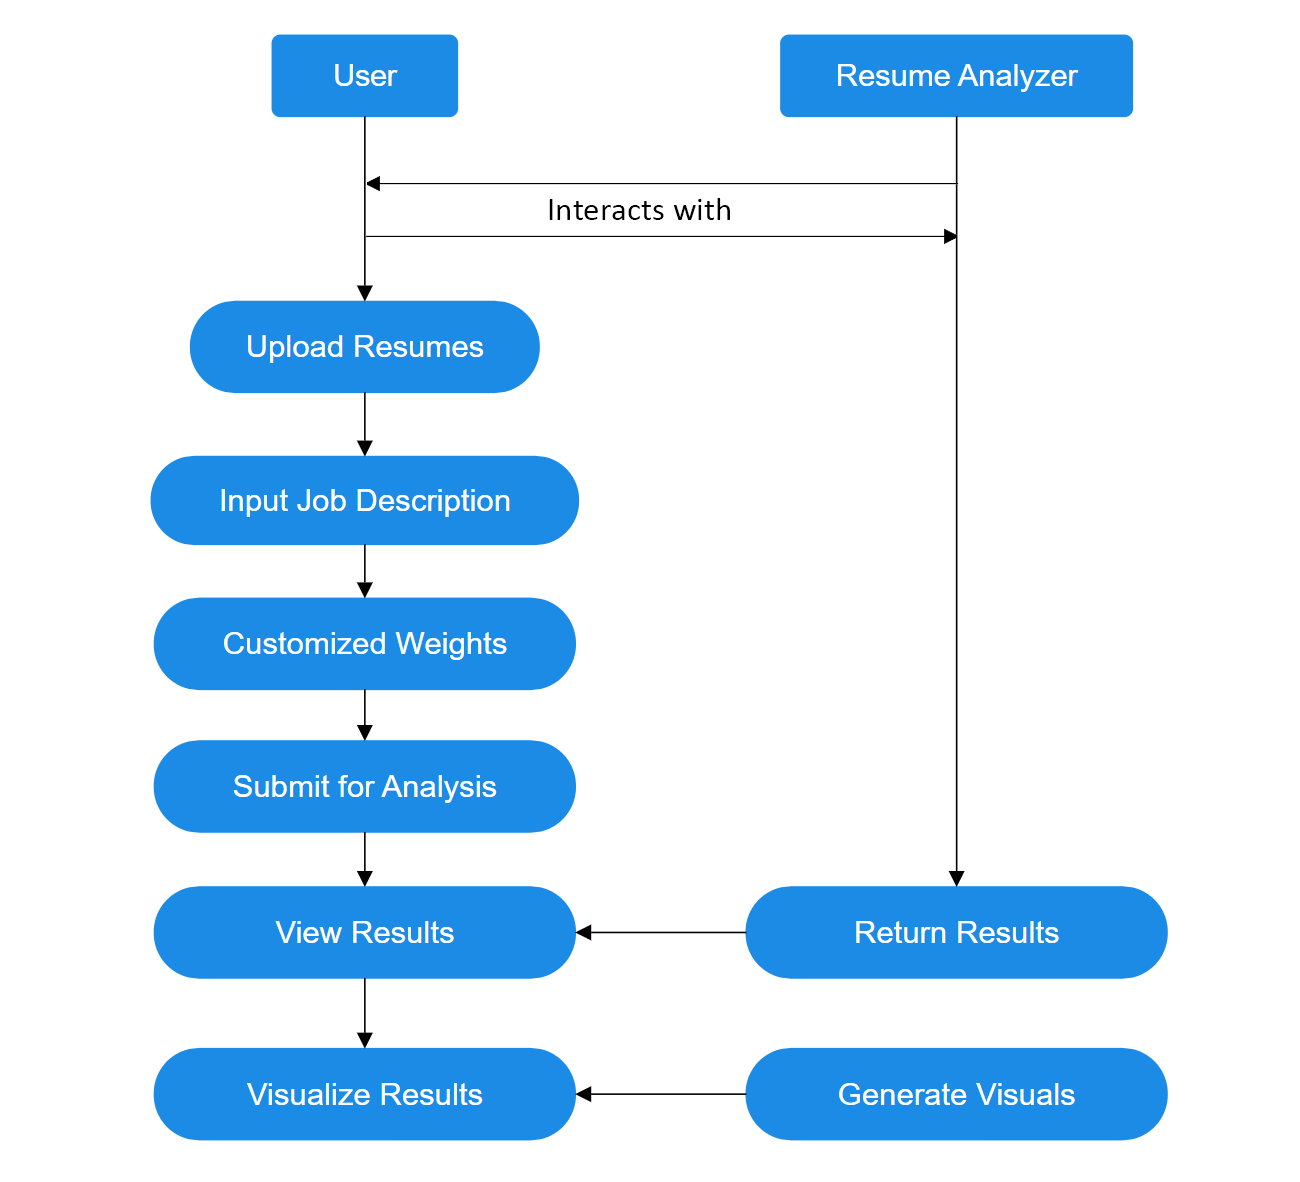 User
Resume Analyzer
Interacts with
Upload Resumes
Input Job Description
Customized Weights
Submit for Analysis
View Results
Return Results
Visualize Results
Generate Visuals